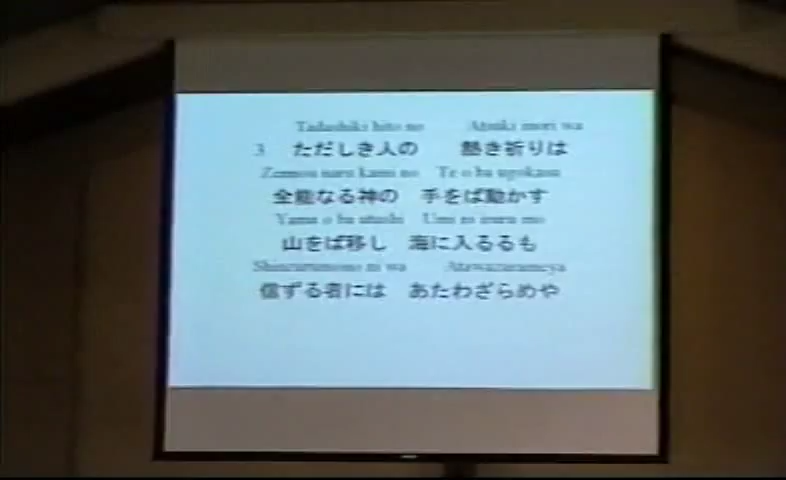 Tadashiki hito no Atsuki inori wa
3 ただしき人の 熱き祈りは
Zennou naru kami no Te o ba ugokasu
全能なる神の 手をば動かす
Yama o ba utushi Umi ni iruru mo
山をば移し 海に入るるも
Shinzurumono ni wa Atawazarameya
信ずる者には あたわざらめや